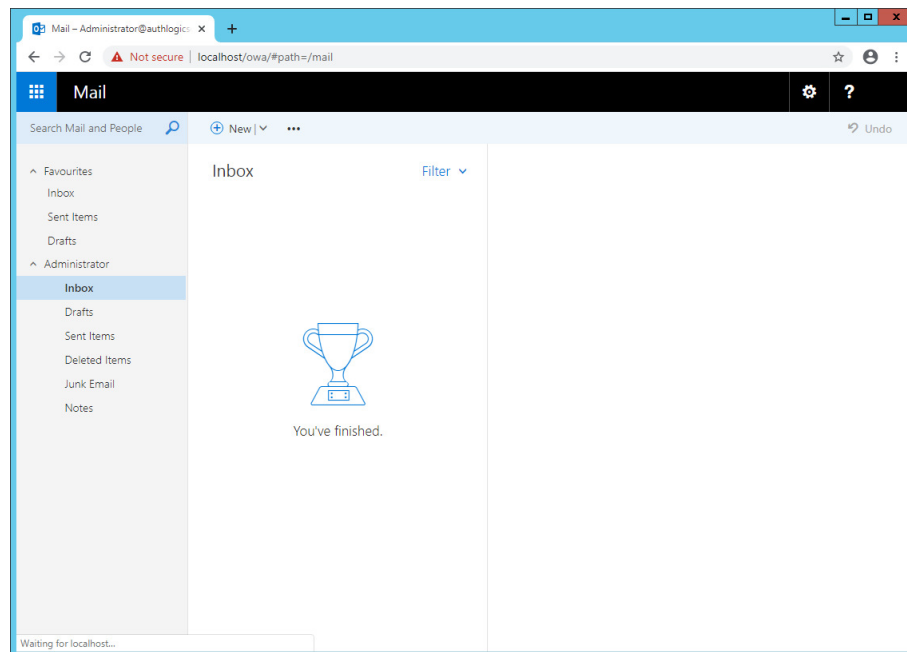 Mail – Administrator@authlogics
Not secure | localhost/owa/#path=/mail
Mail
?
Search Mail and People
New
Undo
Favourites
Inbox
Sent Items
Drafts
Administrator
Inbox
Drafts
Sent Items
Deleted Items
Junk Email
Notes
Inbox
Filter
You've finished.
Waiting for localhost...